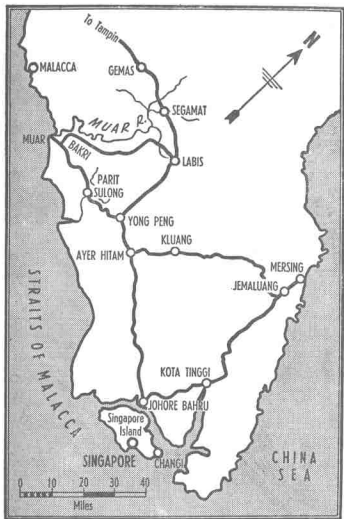 To Tampin
N
MALACCA
GEMAS
SEGAMAT
MUAR R.
MUAR
BAKRI
LABIS
PARIT
SULONG
YONG PENG
AYER HITAM
KLUANG
MERSING
JEMALUANG
STRAITS OF MALACCA
KOTA TINGGI
JOHORE BAHRU
Singapore
Island
SINGAPORE
CHANGI
CHINA
SEA
0 10 20 30 40
Miles